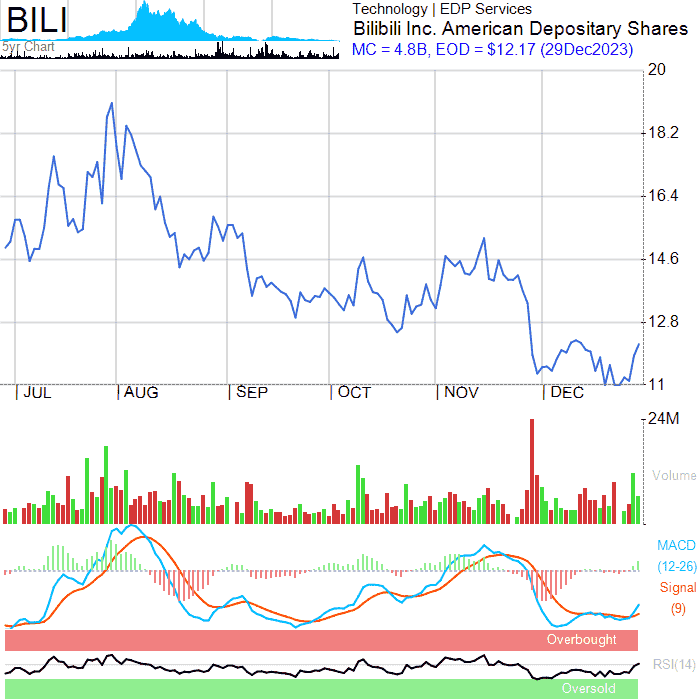 BILI
5yr Chart
Technology | EDP Services
Bilibili Inc. American Depositary Shares
MC = 4.8B, EOD = $12.17 (29Dec2023)
20
18.2
16.4
14.6
12.8
11
JUL
AUG
SEP
OCT
NOV
DEC
24M
Volume
MACD
(12-26)
Signal
(9)
Overbought
RSI(14)
Oversold